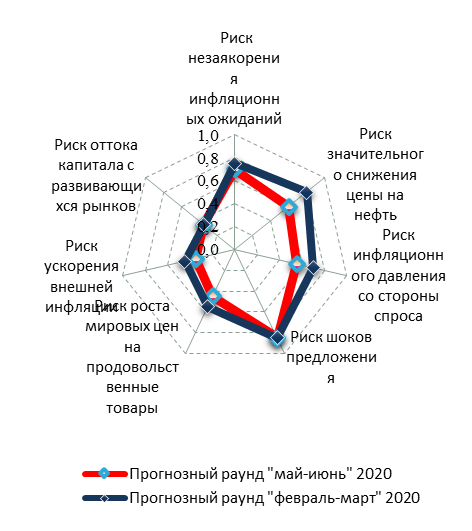 Риск
незаякорени
я
инфляционн
ых ожиданий
Риск
значительног
о снижения
цены на
нефть
Риск
инфляционн
ого давления
со стороны
спроса
Риск шоков
предложени
я
Риск роста
мировых цен
на
продовольст
венные
товары
Риск
ускорения
внешней
инфляции
Риск оттока
капитала с
развивающи
хся рынков
1,0
0,8
0,6
0,4
0,2
0,0
Прогнозный раунд "май-июнь" 2020
Прогнозный раунд "февраль-март" 2020